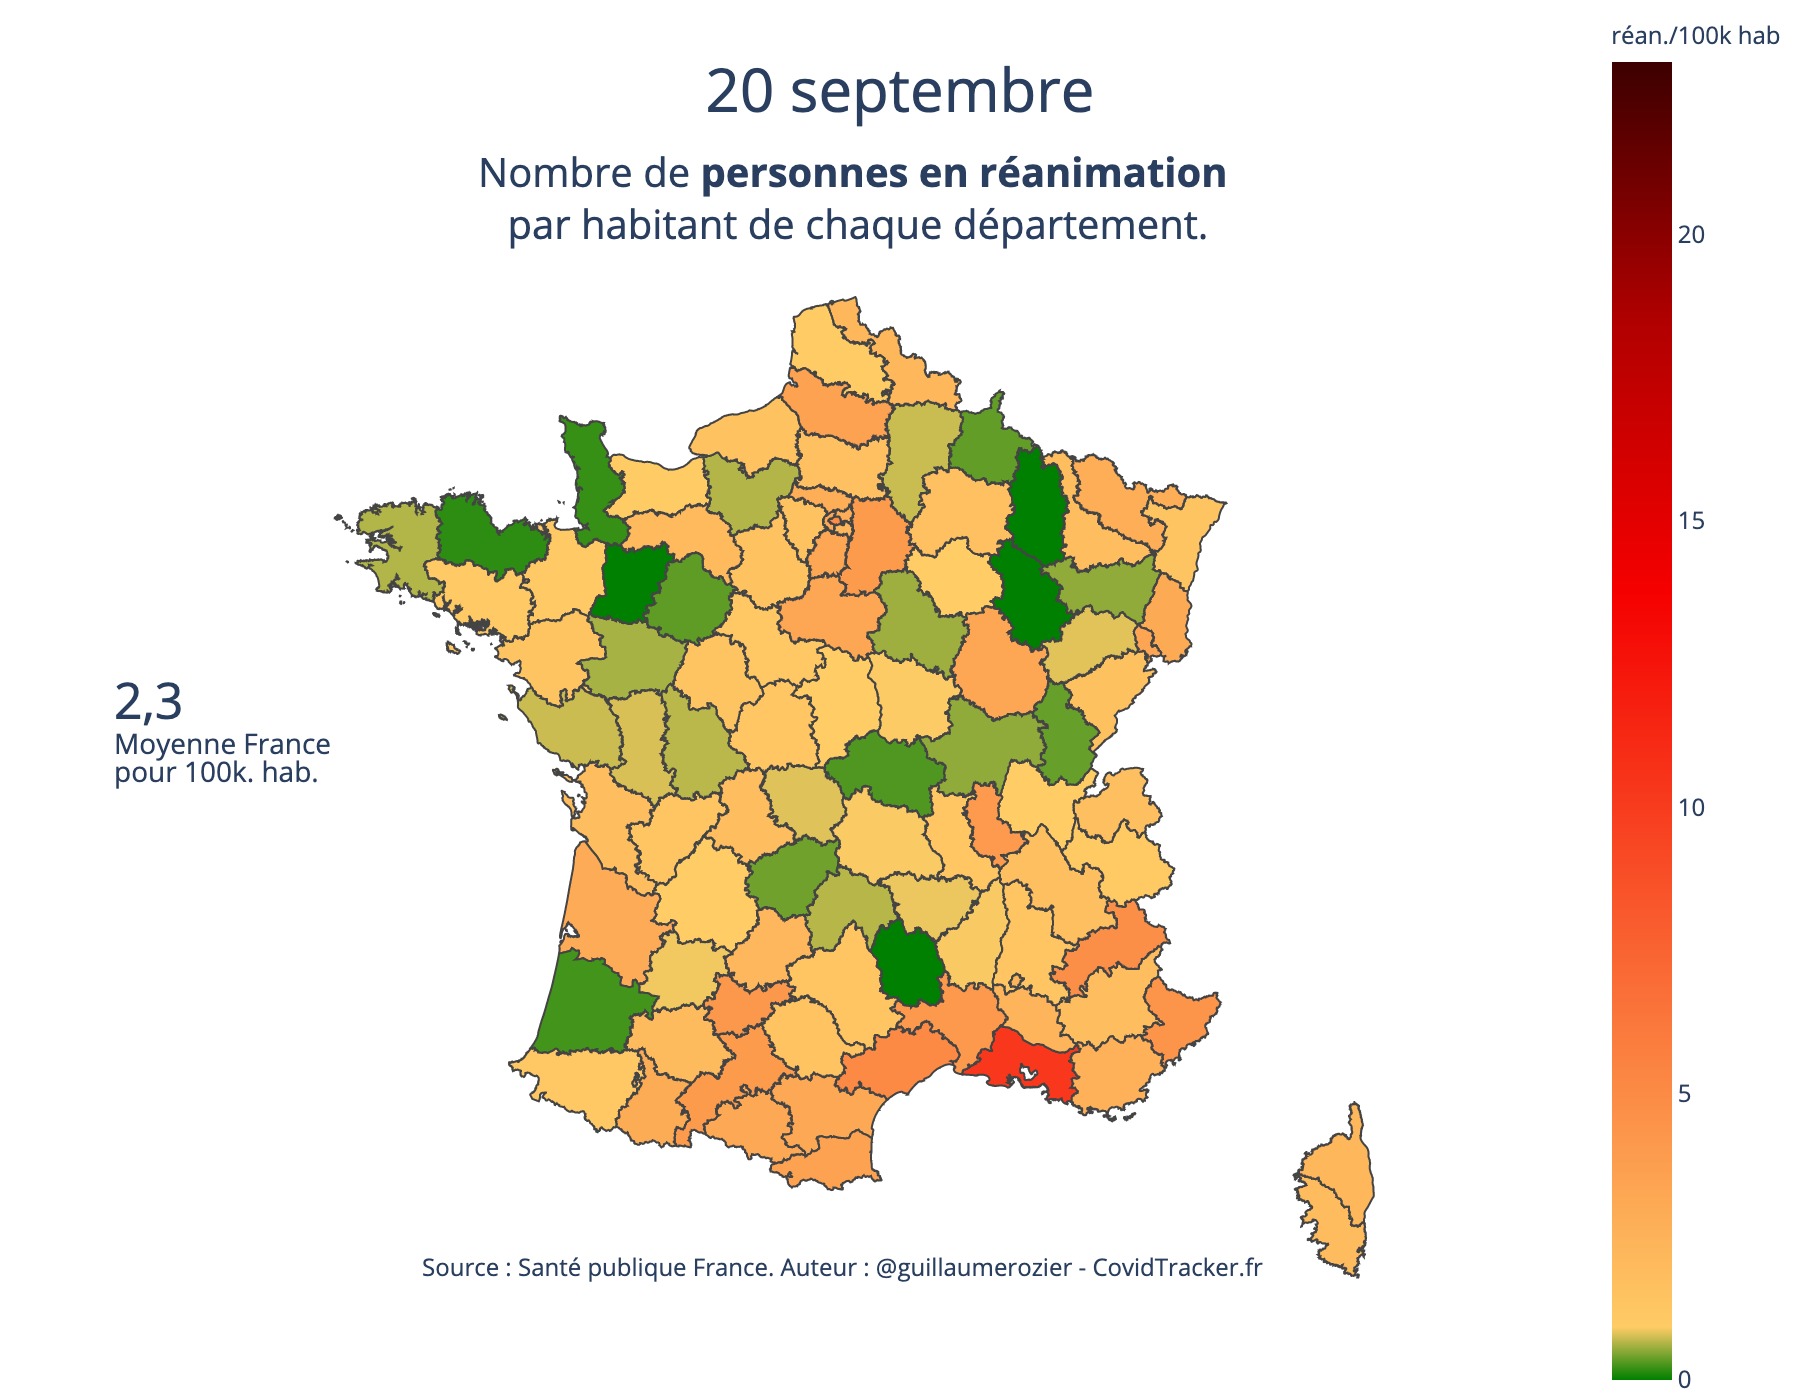 réan./100k hab
20 septembre
Nombre de personnes en réanimation
par habitant de chaque département.
20
15
2,3
Moyenne France
pour 100k. hab.
10
5
Source : Santé publique France. Auteur : @guillaumerozier - CovidTracker.fr
0